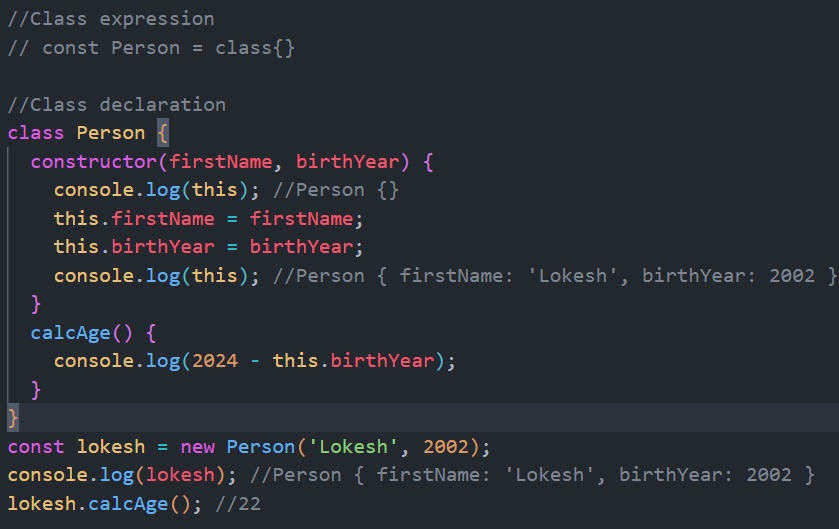 //Class expression
// const Person = class{}
//Class declaration
class Person {
constructor(firstName, birthYear) {
console.log(this); //Person {}
this.firstName = firstName;
this.birthYear = birthYear;
console.log(this); //Person { firstName: 'Lokesh', birthYear: 2002 }
}
calcAge() {
console.log(2024 - this.birthYear);
}
}
const lokesh = new Person('Lokesh', 2002);
console.log(lokesh); //Person { firstName: 'Lokesh', birthYear: 2002 }
lokesh.calcAge(); //22